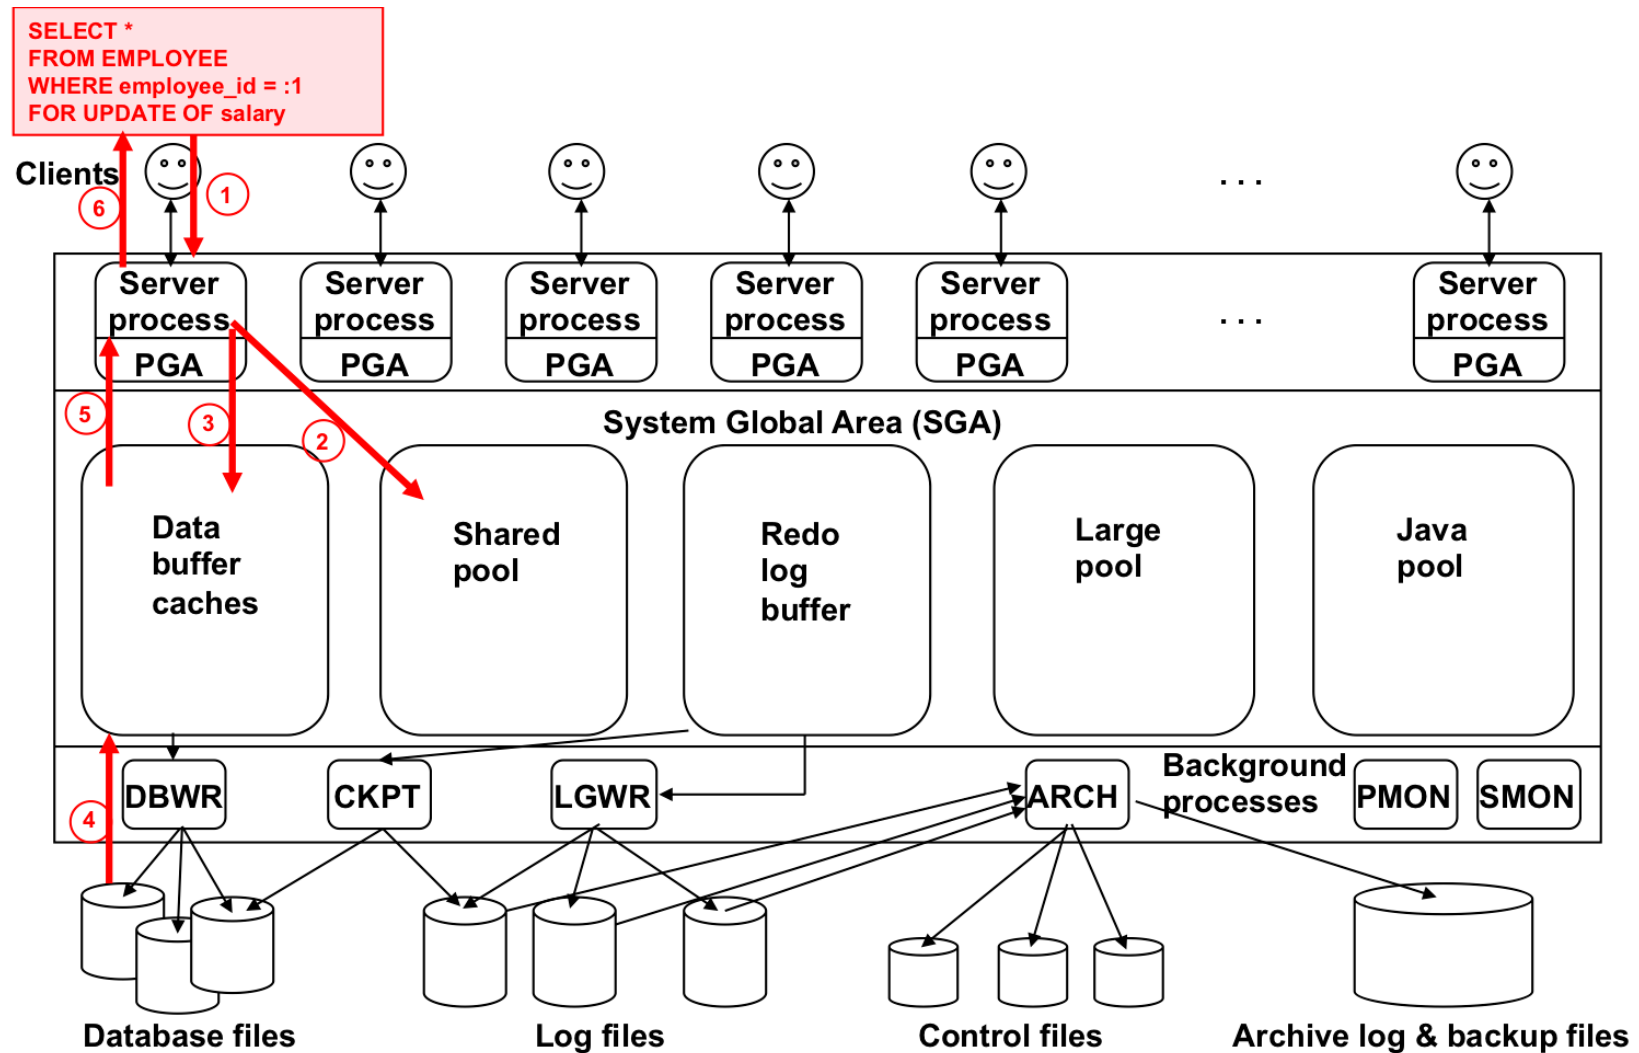 SELECT *
FROM EMPLOYEE
WHERE employee_id = :1
FOR UPDATE OF salary
Clients
6
1
. . .
Server
process
PGA
Server
process
PGA
Server
process
PGA
Server
process
PGA
Server
process
PGA
. . .
Server
process
PGA
5
3
2
System Global Area (SGA)
Data
buffer
caches
Shared
pool
Redo
log
buffer
Large
pool
Java
pool
4
DBWR
CKPT
LGWR
ARCH
Background
processes
PMON
SMON
Database files
Log files
Control files
Archive log & backup files